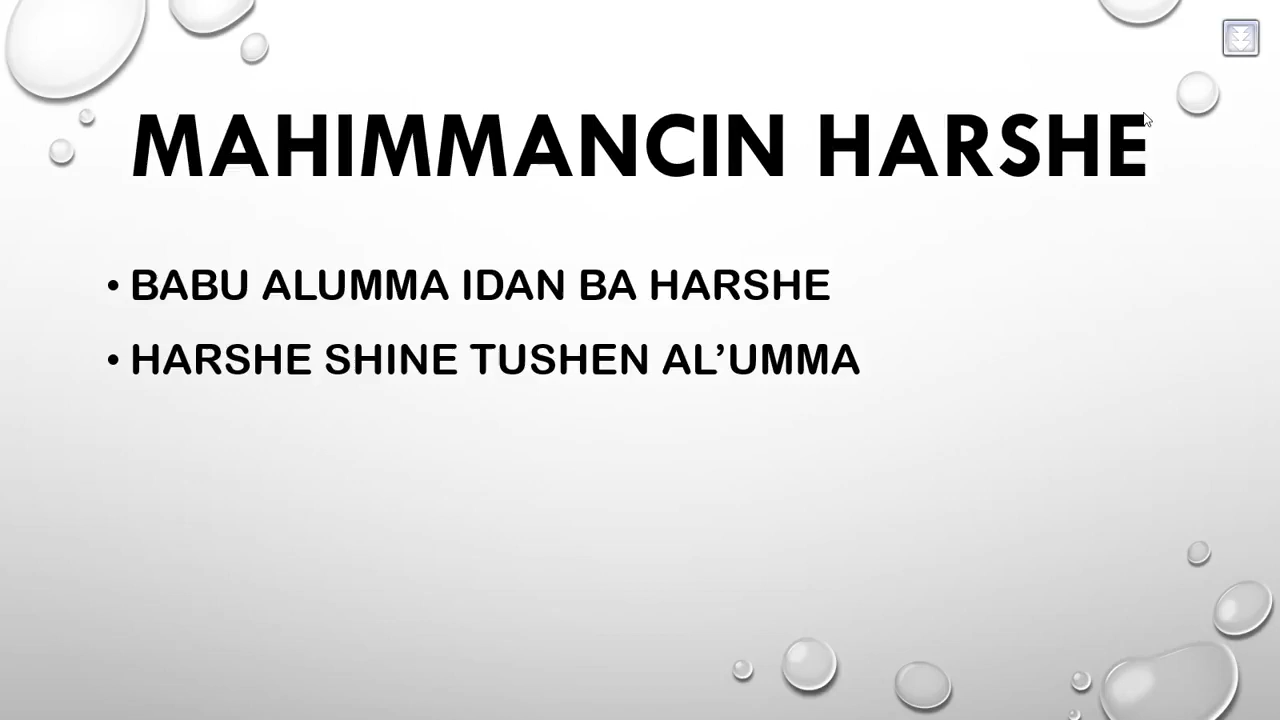 MAHIMMANCIN HARSHE
• BABU ALUMMA IDAN BA HARSHE
• HARSHE SHINE TUSHEN AL’UMMA